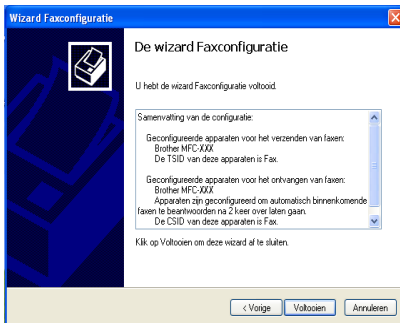 Wizard Faxconfiguratie
De wizard Faxconfiguratie
U hebt de wizard Faxconfiguratie voltooid.
Samenvatting van de configuratie:
Geconfigureerde apparaten voor het verzenden van faxen:
Brother MFC-XXX
De TSID van deze apparaten is Fax.
Geconfigureerde apparaten voor het ontvangen van faxen:
Brother MFC-XXX
Apparaten zijn geconfigureerd om automatisch binnenkomende
faxen te beantwoorden na 2 keer over laten gaan.
De CSID van deze apparaten is Fax.
Klik op Voltooien om deze wizard af te sluiten.
< Vorige Voltooien Annuleren